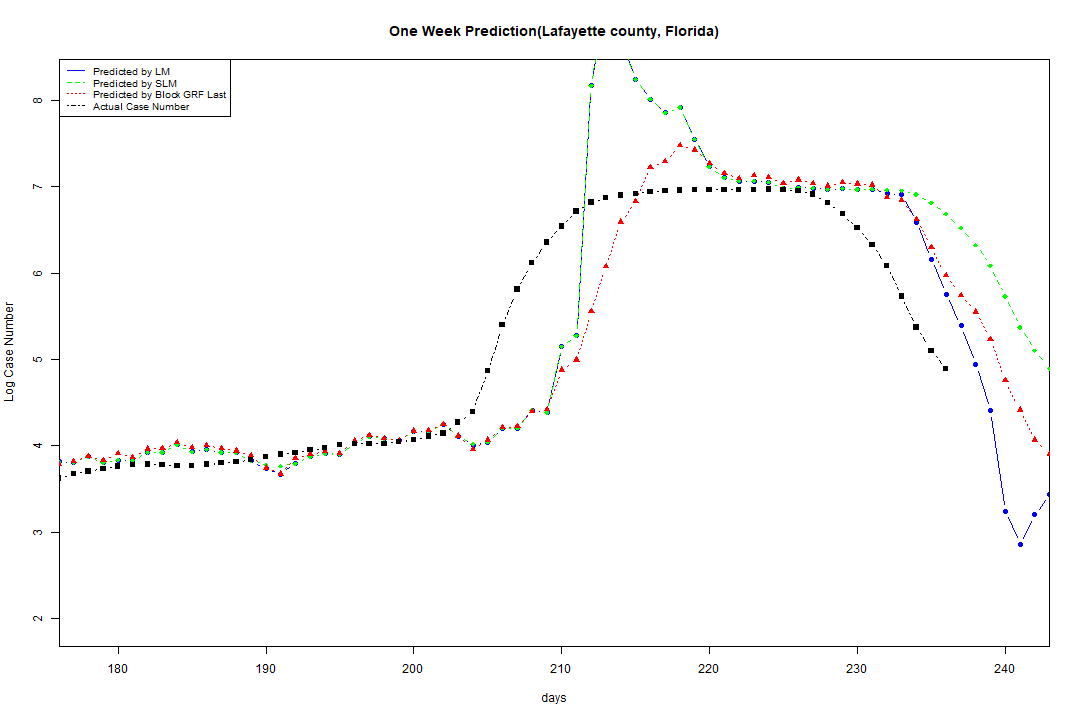 One Week Prediction(Lafayette county, Florida)
Predicted by LM
Predicted by SLM
Predicted by Block GRF Last
Actual Case Number
8
7
6
5
4
3
2
Log Case Number
180 190 200 210 220 230 240
days